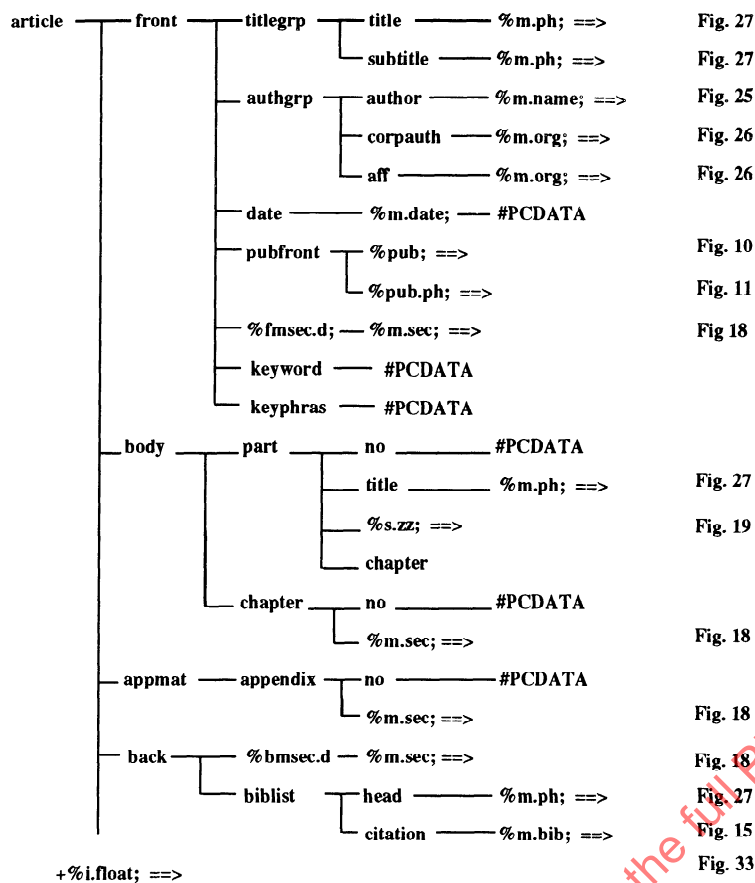 article front titlegrp title %m.ph; ==> Fig. 27
subtitle %m.ph; ==> Fig. 27
authgrp author %m.name; ==> Fig. 25
corpauth %m.org; ==> Fig. 26
aff %m.org; ==> Fig. 26
date %m.date; #PCDATA
pubfront %pub; ==> Fig. 10
%pub.ph; ==> Fig. 11
%fmsec.d; %m.sec; ==> Fig 18
keyword #PCDATA
keyphras #PCDATA
body part no #PCDATA
title %m.ph; ==> Fig. 27
%s.zz; ==> Fig. 19
chapter
chapter no #PCDATA
%m.sec; ==> Fig. 18
appmat appendix no #PCDATA
%m.sec; ==> Fig. 18
back %bmsec.d %m.sec; ==> Fig. 18
biblist head %m.ph; ==> Fig. 27
citation %m.bib; ==> Fig. 15
Fig. 33
+%i.float; ==>
the full